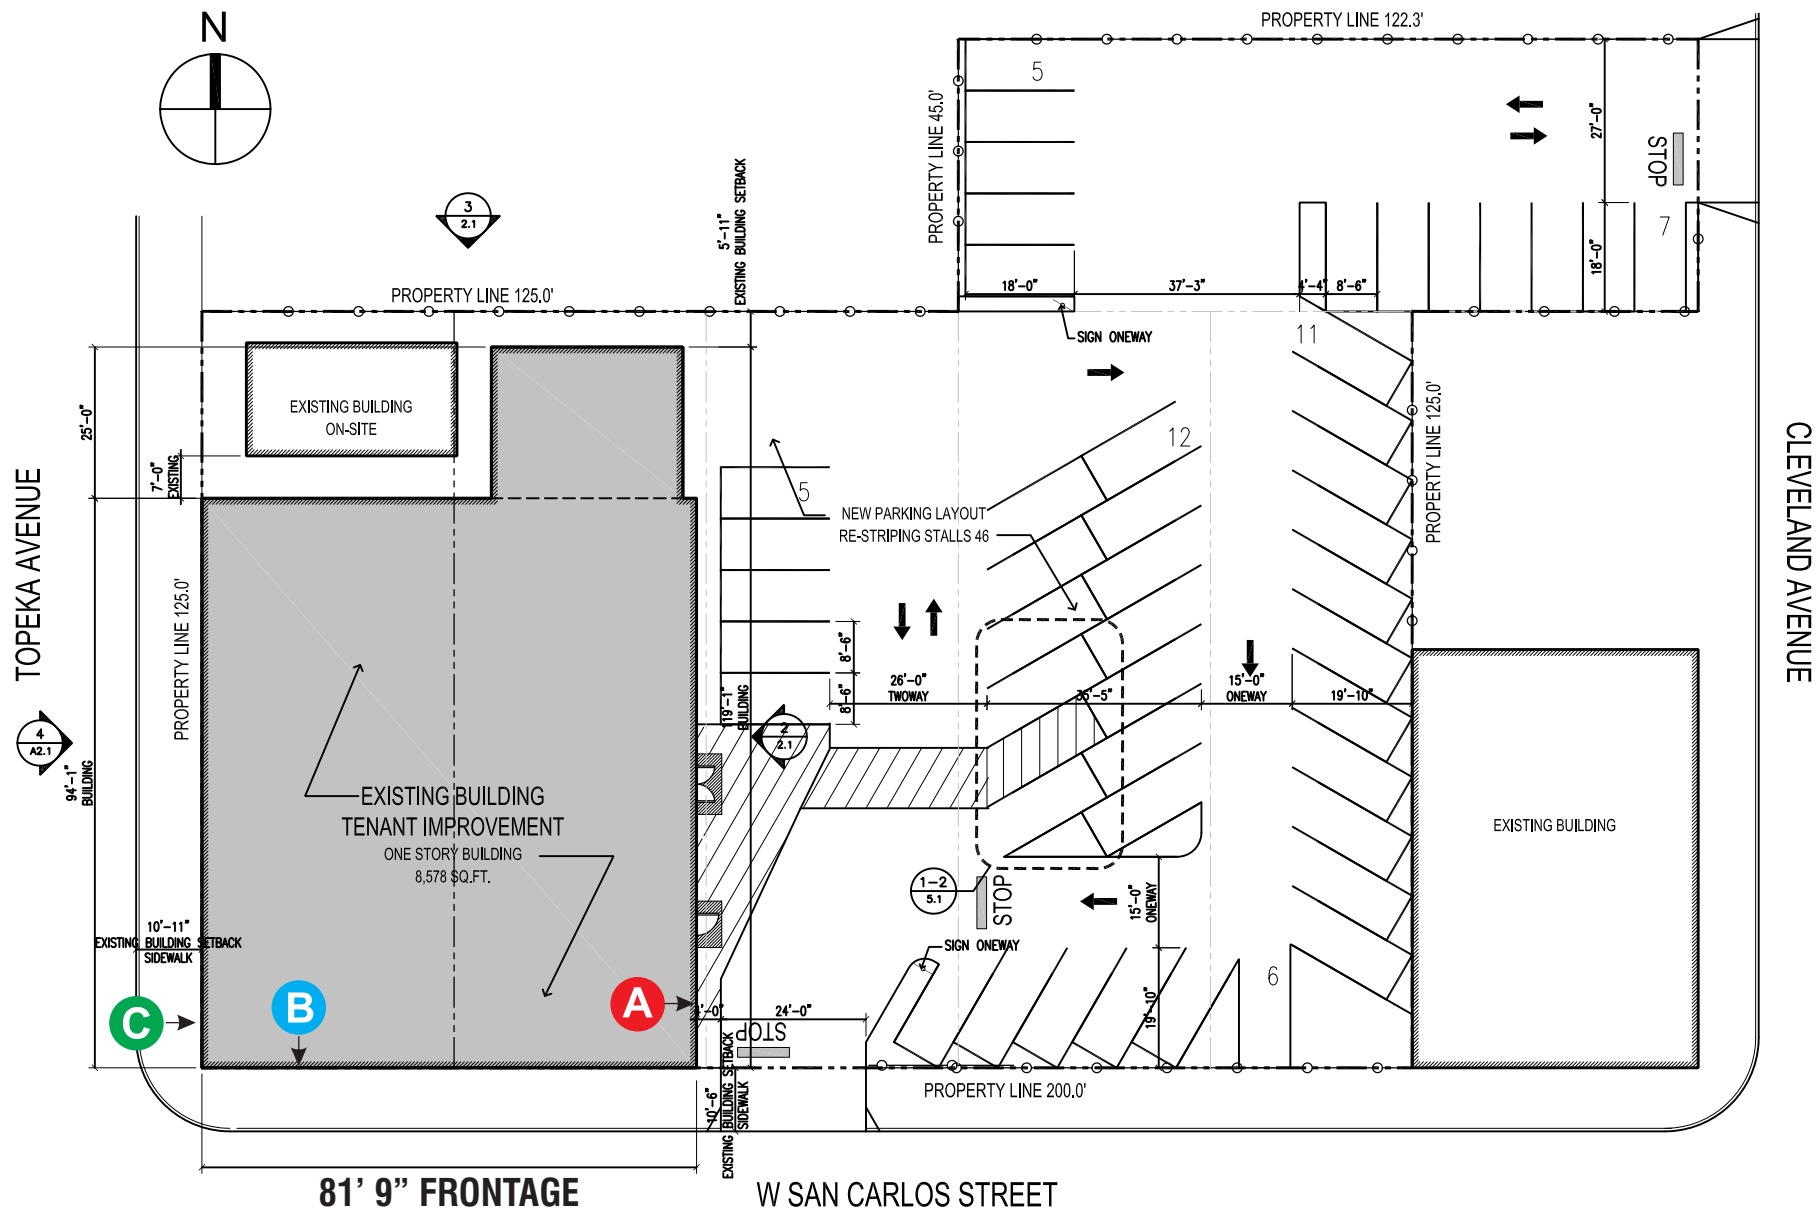 N
PROPERTY LINE 122.3'
5
PROPERTY LINE 45.0'
27'-0"
STOP
7
18'-0"
3
2.1
5'-11"
EXISTING BUILDING SETBACK
PROPERTY LINE 125.0'
18'-0"
37'-3"
4'-4"
8'-6"
SIGN ONEWAY
11
25'-0"
EXISTING BUILDING
ON-SITE
7'-0"
EXISTING
12
5
NEW PARKING LAYOUT
RE-STRIPING STALLS 46
PROPERTY LINE 125.0'
CLEVELAND AVENUE
TOPEKA AVENUE
PROPERTY LINE 125.0'
8'-6"
8'-6"
26'-0"
TWOWAY
35'-5"
15'-0"
ONEWAY
19'-10"
4
A2.1
94'-1"
BUILDING
119'-1"
BUILDING
2
2.1
EXISTING BUILDING
TENANT IMPROVEMENT
ONE STORY BUILDING
8,578 SQ.FT.
EXISTING BUILDING
1-2
5.1
STOP
15'-0"
ONEWAY
10'-11"
EXISTING BUILDING SETBACK
SIDEWALK
SIGN ONEWAY
6
19'-10"
C
B
A
24'-0"
STOP
10'-6"
EXISTING BUILDING SETBACK
SIDEWALK
PROPERTY LINE 200.0'
81' 9" FRONTAGE
W SAN CARLOS STREET